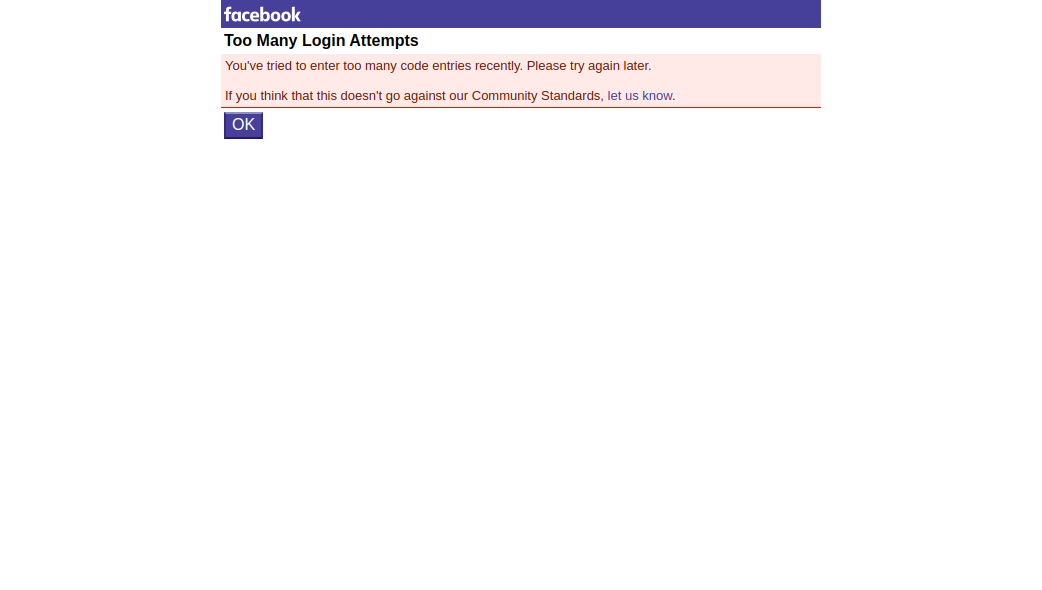 facebook
Too Many Login Attempts
You've tried to enter too many code entries recently. Please try again later.
If you think that this doesn't go against our Community Standards, let us know.
OK